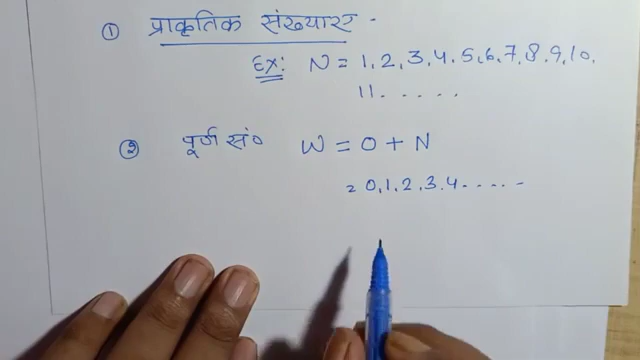 ① प्राकृतिक संख्याएं -
Ex: N = 1, 2, 3, 4, 5, 6, 7, 8, 9, 10,
11 . . . . .
② पूर्ण सं० W = 0 + N
= 0, 1, 2, 3, 4 . . . . . -